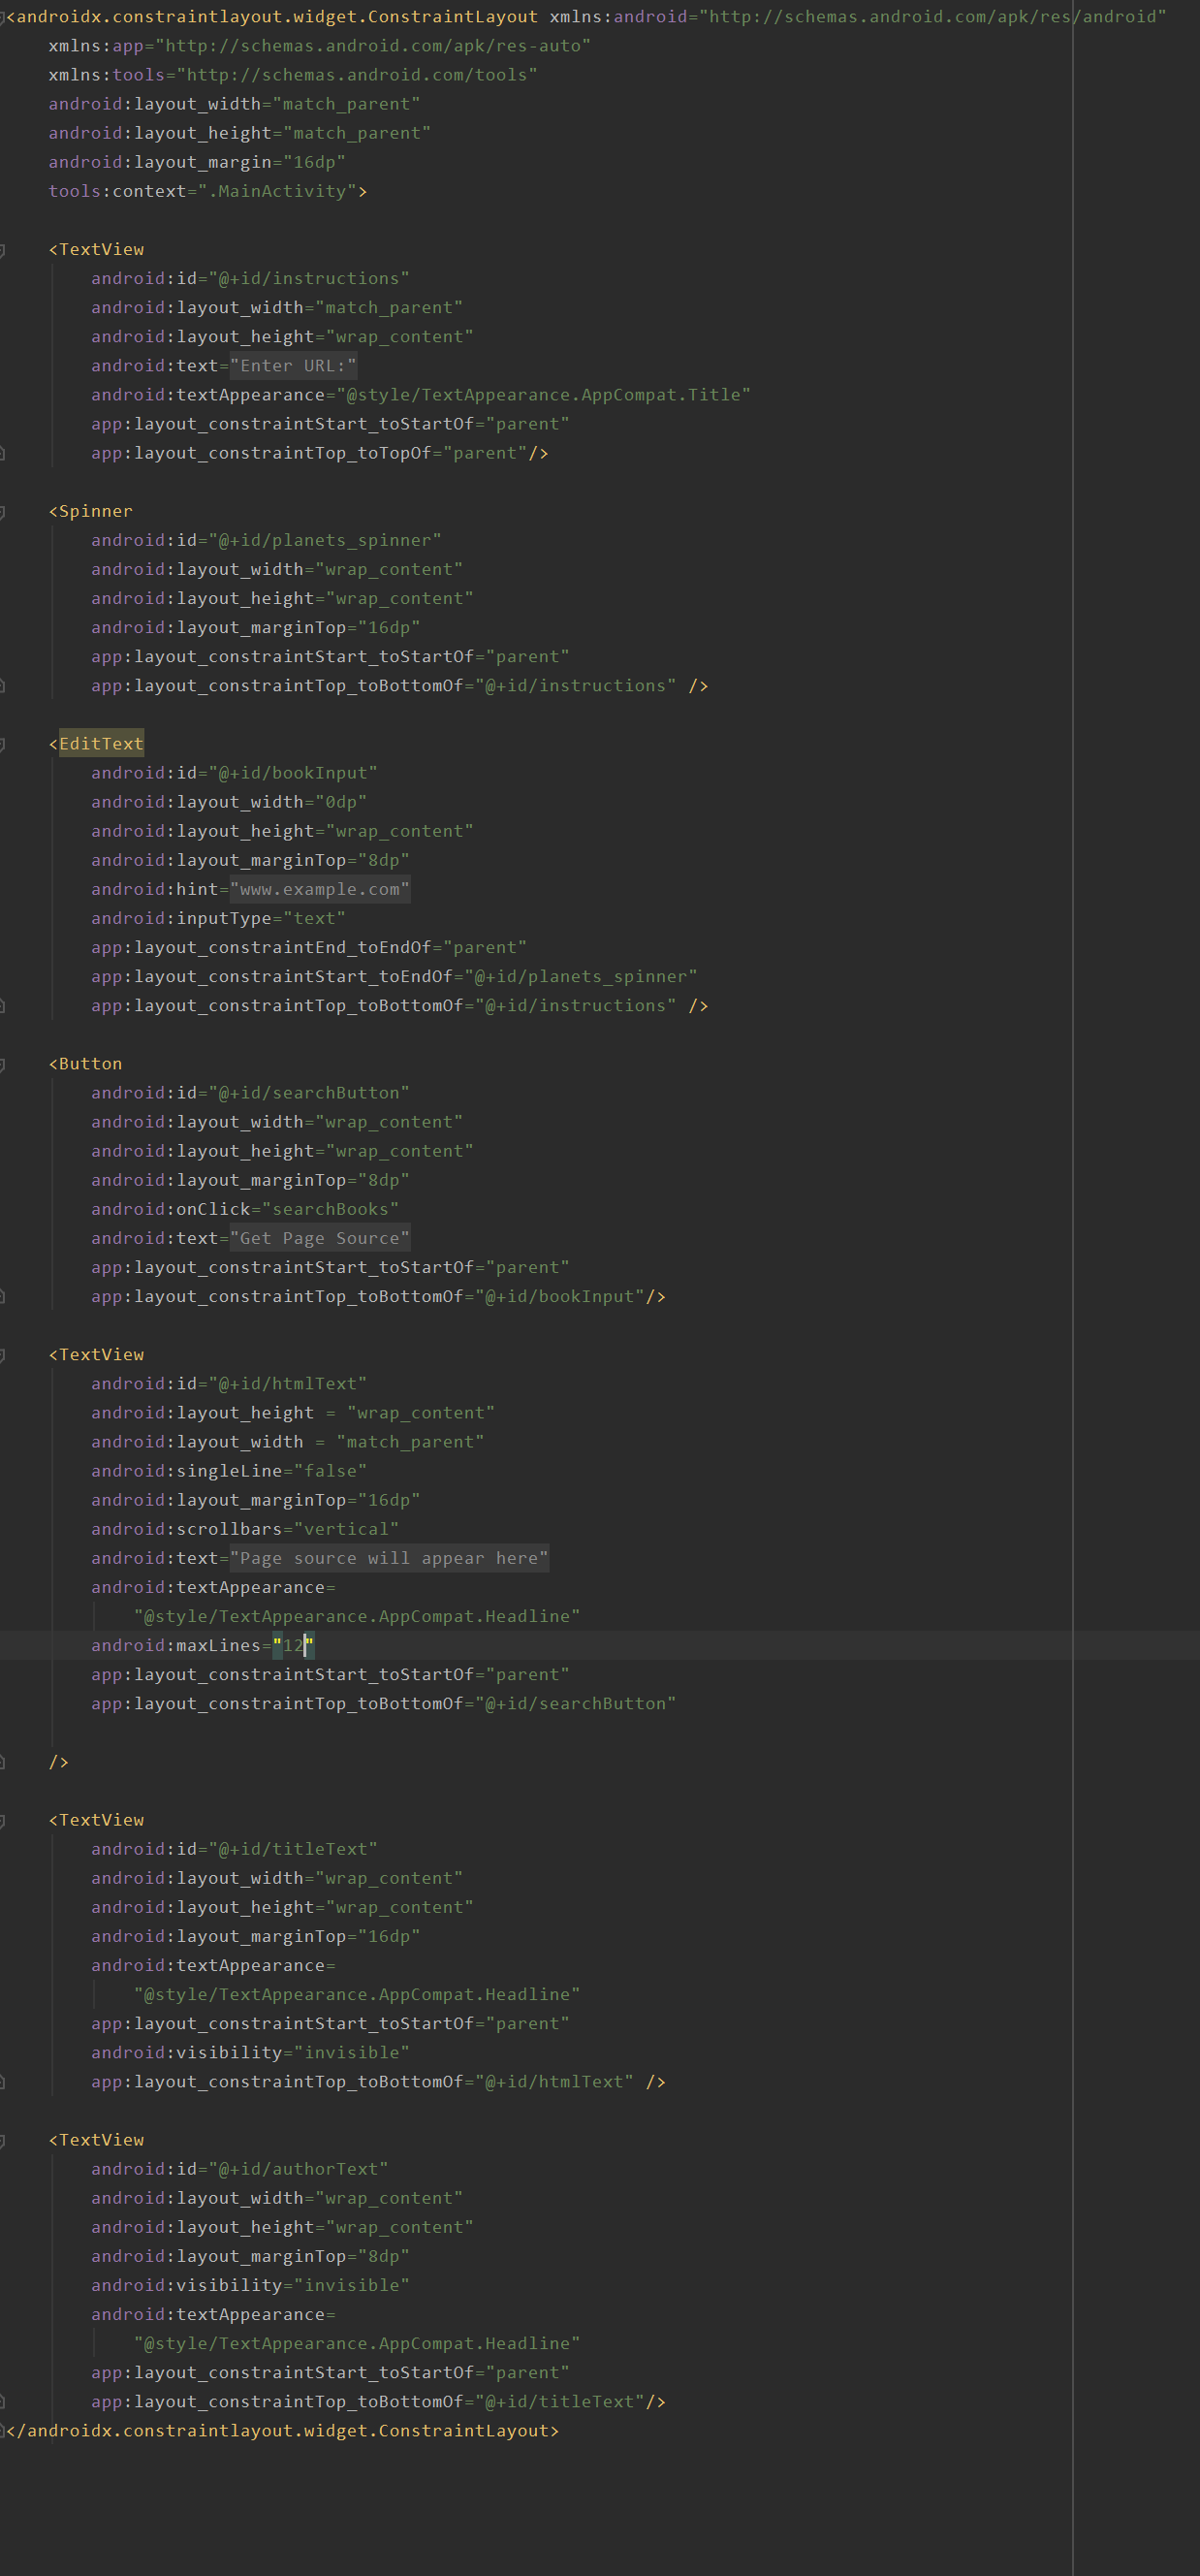 <androidx.constraintlayout.widget.ConstraintLayout xmlns:android="http://schemas.android.com/apk/res/android"
    xmlns:app="http://schemas.android.com/apk/res-auto"
    xmlns:tools="http://schemas.android.com/tools"
    android:layout_width="match_parent"
    android:layout_height="match_parent"
    android:layout_margin="16dp"
    tools:context=".MainActivity">

    <TextView
        android:id="@+id/instructions"
        android:layout_width="match_parent"
        android:layout_height="wrap_content"
        android:text="Enter URL:"
        android:textAppearance="@style/TextAppearance.AppCompat.Title"
        app:layout_constraintStart_toStartOf="parent"
        app:layout_constraintTop_toTopOf="parent"/>

    <Spinner
        android:id="@+id/planets_spinner"
        android:layout_width="wrap_content"
        android:layout_height="wrap_content"
        android:layout_marginTop="16dp"
        app:layout_constraintStart_toStartOf="parent"
        app:layout_constraintTop_toBottomOf="@+id/instructions" />

    <EditText
        android:id="@+id/bookInput"
        android:layout_width="0dp"
        android:layout_height="wrap_content"
        android:layout_marginTop="8dp"
        android:hint="www.example.com"
        android:inputType="text"
        app:layout_constraintEnd_toEndOf="parent"
        app:layout_constraintStart_toEndOf="@+id/planets_spinner"
        app:layout_constraintTop_toBottomOf="@+id/instructions" />

    <Button
        android:id="@+id/searchButton"
        android:layout_width="wrap_content"
        android:layout_height="wrap_content"
        android:layout_marginTop="8dp"
        android:onClick="searchBooks"
        android:text="Get Page Source"
        app:layout_constraintStart_toStartOf="parent"
        app:layout_constraintTop_toBottomOf="@+id/bookInput"/>

    <TextView
        android:id="@+id/htmlText"
        android:layout_height = "wrap_content"
        android:layout_width = "match_parent"
        android:singleLine="false"
        android:layout_marginTop="16dp"
        android:scrollbars="vertical"
        android:text="Page source will appear here"
        android:textAppearance=
            "@style/TextAppearance.AppCompat.Headline"
        android:maxLines="12"
        app:layout_constraintStart_toStartOf="parent"
        app:layout_constraintTop_toBottomOf="@+id/searchButton"

    />

    <TextView
        android:id="@+id/titleText"
        android:layout_width="wrap_content"
        android:layout_height="wrap_content"
        android:layout_marginTop="16dp"
        android:textAppearance=
            "@style/TextAppearance.AppCompat.Headline"
        app:layout_constraintStart_toStartOf="parent"
        android:visibility="invisible"
        app:layout_constraintTop_toBottomOf="@+id/htmlText" />

    <TextView
        android:id="@+id/authorText"
        android:layout_width="wrap_content"
        android:layout_height="wrap_content"
        android:layout_marginTop="8dp"
        android:visibility="invisible"
        android:textAppearance=
            "@style/TextAppearance.AppCompat.Headline"
        app:layout_constraintStart_toStartOf="parent"
        app:layout_constraintTop_toBottomOf="@+id/titleText"/>
</androidx.constraintlayout.widget.ConstraintLayout>